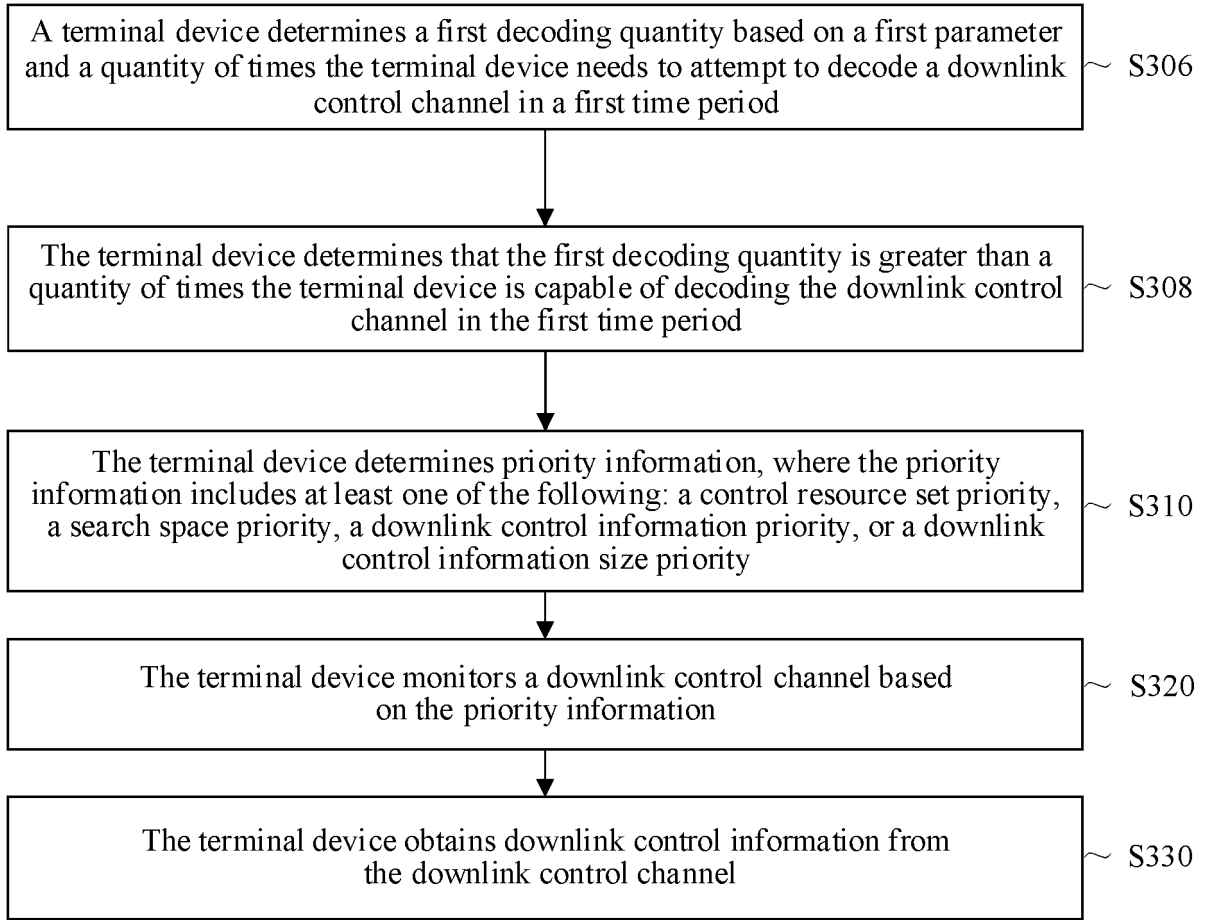 A terminal device determines a first decoding quantity based on a first parameter
and a quantity of times the terminal device needs to attempt to decode a downlink
control channel in a first time period
S306
The terminal device determines that the first decoding quantity is greater than a
quantity of times the terminal device is capable of decoding the downlink control
channel in the first time period
S308
The terminal device determines priority information, where the priority
information includes at least one of the following: a control resource set priority,
a search space priority, a downlink control information priority, or a downlink
control information size priority
S310
The terminal device monitors a downlink control channel based
on the priority information
S320
The terminal device obtains downlink control information from
the downlink control channel
S330